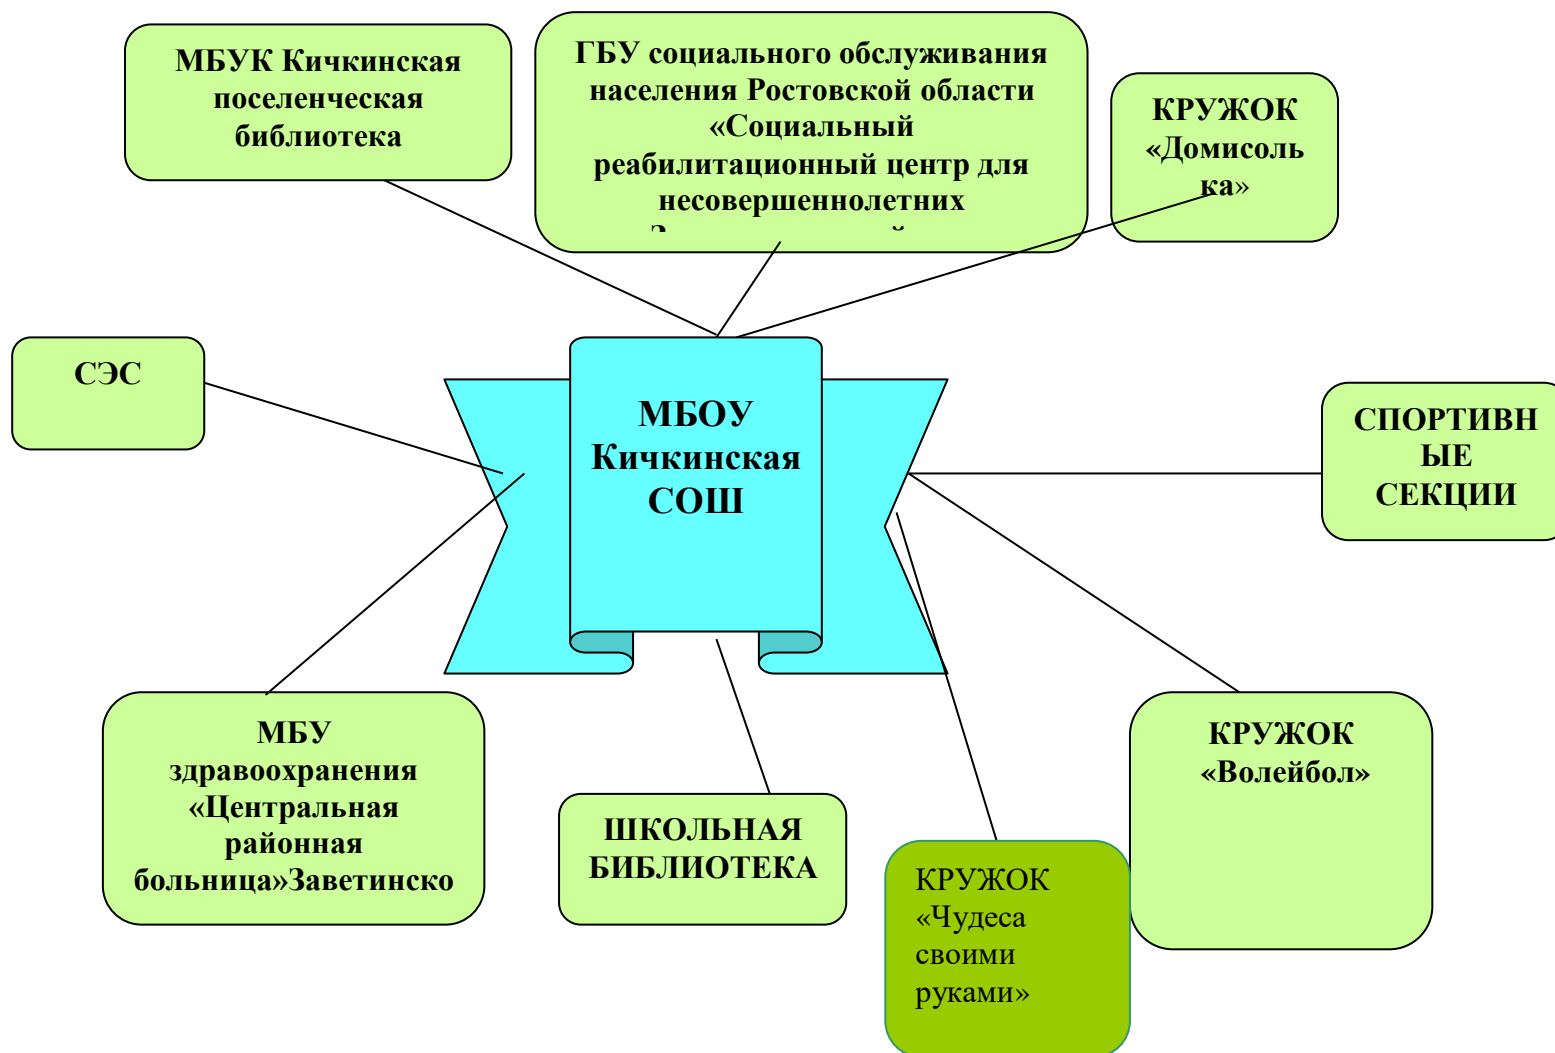 МБУК Кичкинская
поселенческая
библиотека
ГБУ социального обслуживания
населения Ростовской области
«Социальный
реабилитационный центр для
несовершеннолетних
КРУЖОК
«Домисоль
ка»
СЭС
МБОУ
Кичкинская
СОШ
СПОРТИВН
ЫЕ
СЕКЦИИ
МБУ
здравоохранения
«Центральная
районная
больница»Заветинско
ШКОЛЬНАЯ
БИБЛИОТЕКА
КРУЖОК
«Чудеса
своими
руками»
КРУЖОК
«Волейбол»